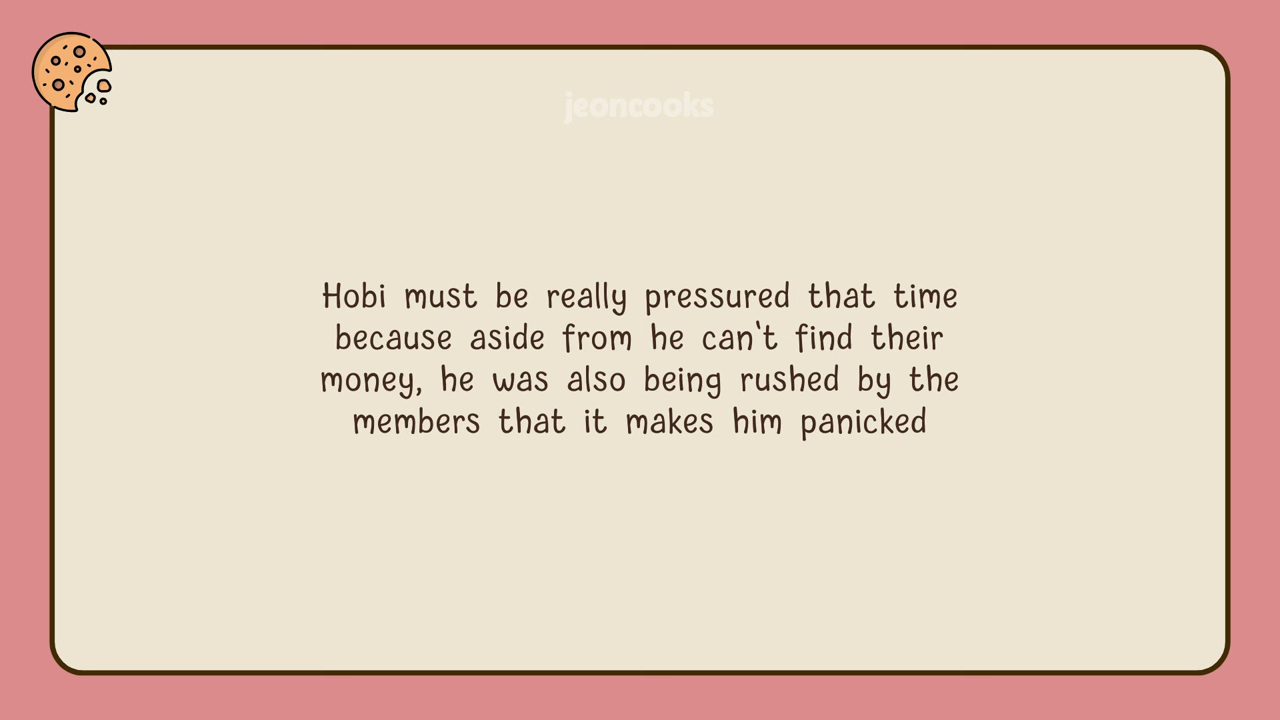 jeoncooks
Hobi must be really pressured that time
because aside from he can't find their
money, he was also being rushed by the
members that it makes him panicked